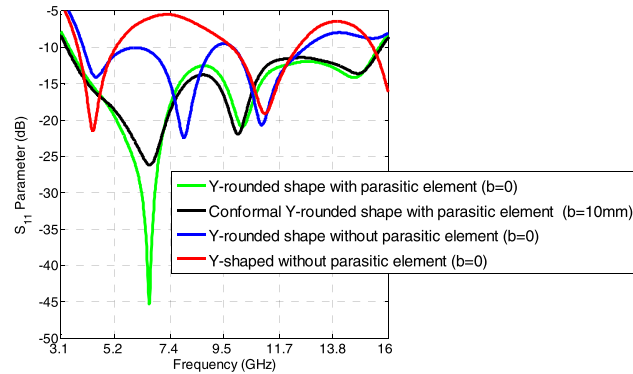 -5
-10
-15
-20
-25
-30
-35
-40
-45
-50
S11 Parameter (dB)
Y-rounded shape with parasitic element (b=0)
Conformal Y-rounded shape with parasitic element (b=10mm)
Y-rounded shape without parasitic element (b=0)
Y-shaped without parasitic element (b=0)
3.1 5.2 7.4 9.5 11.7 13.8 16
Frequency (GHz)